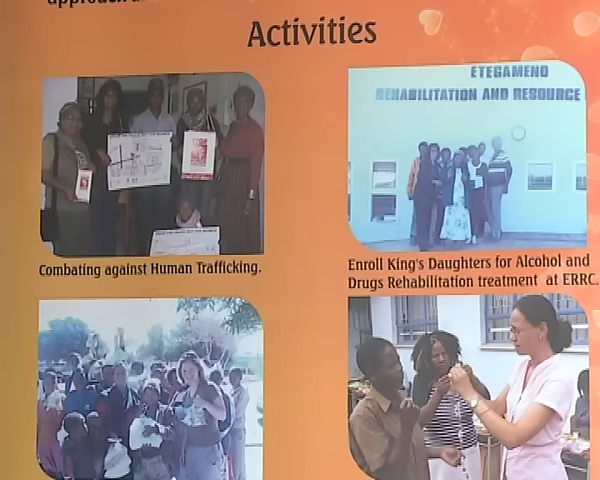 Activities
ETEGAMENO
REHABILITATION AND RESOURCE
STOP
Combating against Human Trafficking.
Enroll King's Daughters for Alcohol and
Drugs Rehabilitation treatment at ERRC.